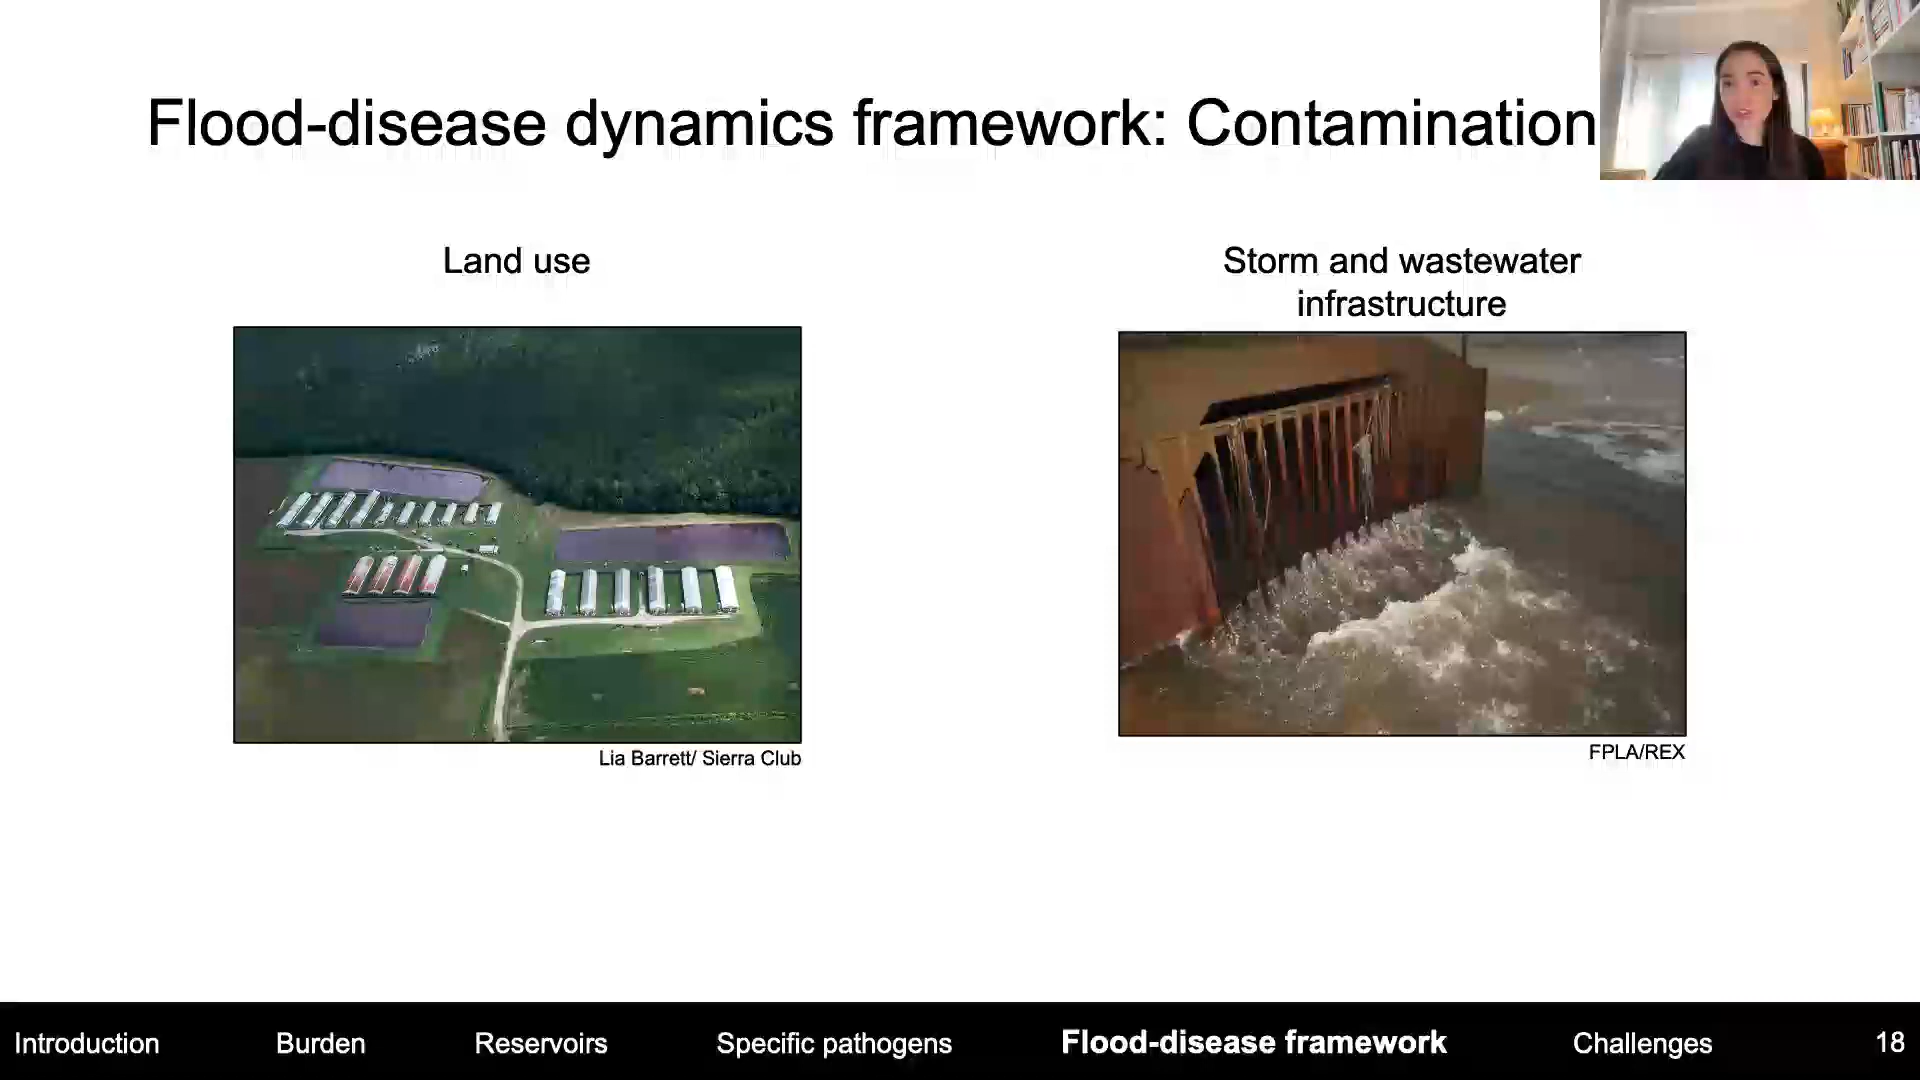 Flood-disease dynamics framework: Contamination
Land use
Storm and wastewater
infrastructure
Lia Barrett/ Sierra Club
FPLA/REX
Introduction
Burden
Reservoirs
Specific pathogens
Flood-disease framework
Challenges
18